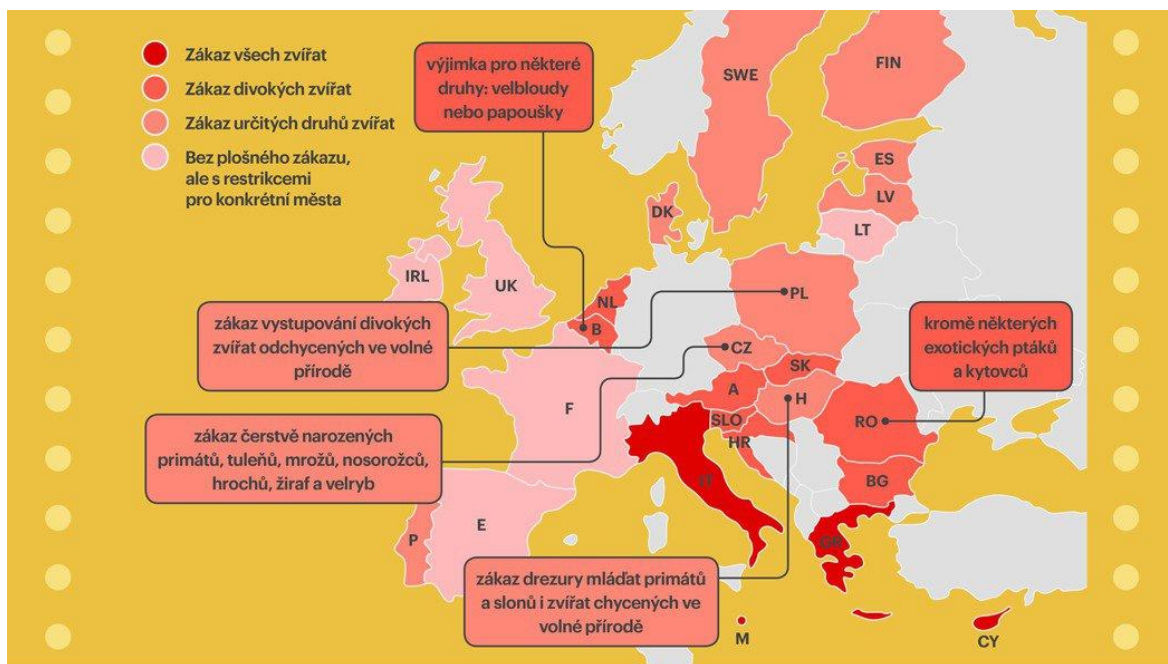 Zákaz všech zvířat
Zákaz divokých zvířat
Zákaz určitých druhů zvířat
Bez plošného zákazu,
ale s restrikcemi
pro konkrétní města
výjimka pro některé
druhy: velbloudy
nebo papoušky
SWE
FIN
ES
LV
LT
DK
IRL
UK
NL
B
PL
zákaz vystupování divokých
zvířat odchycených ve volné
přírodě
kromě některých
exotických ptáků
a kytovců
CZ
SK
A
H
F
SLO
HR
RO
IT
BG
zákaz čerstvě narozených
primátů, tuleňů, mrožů, nosorožců,
hrochů, žiraf a velryb
P
E
GR
zákaz drezury mláďat primátů
a slonů i zvířat chycených ve
volné přírodě
M
CY